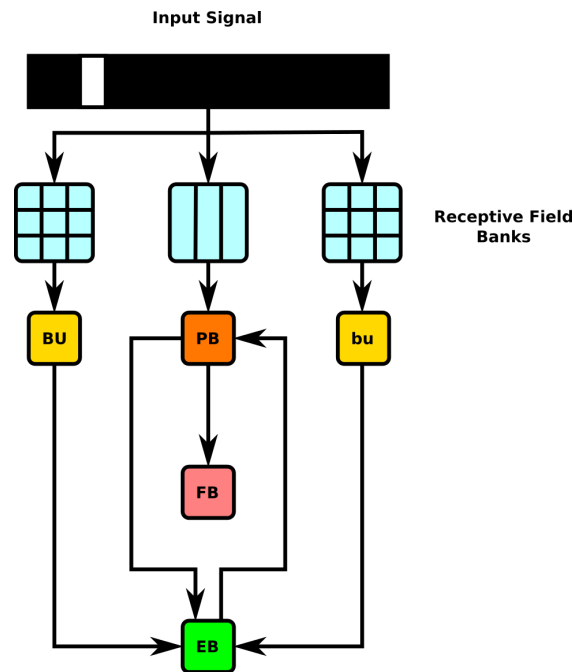 Input Signal
Receptive Field
Banks
BU
PB
bu
FB
EB